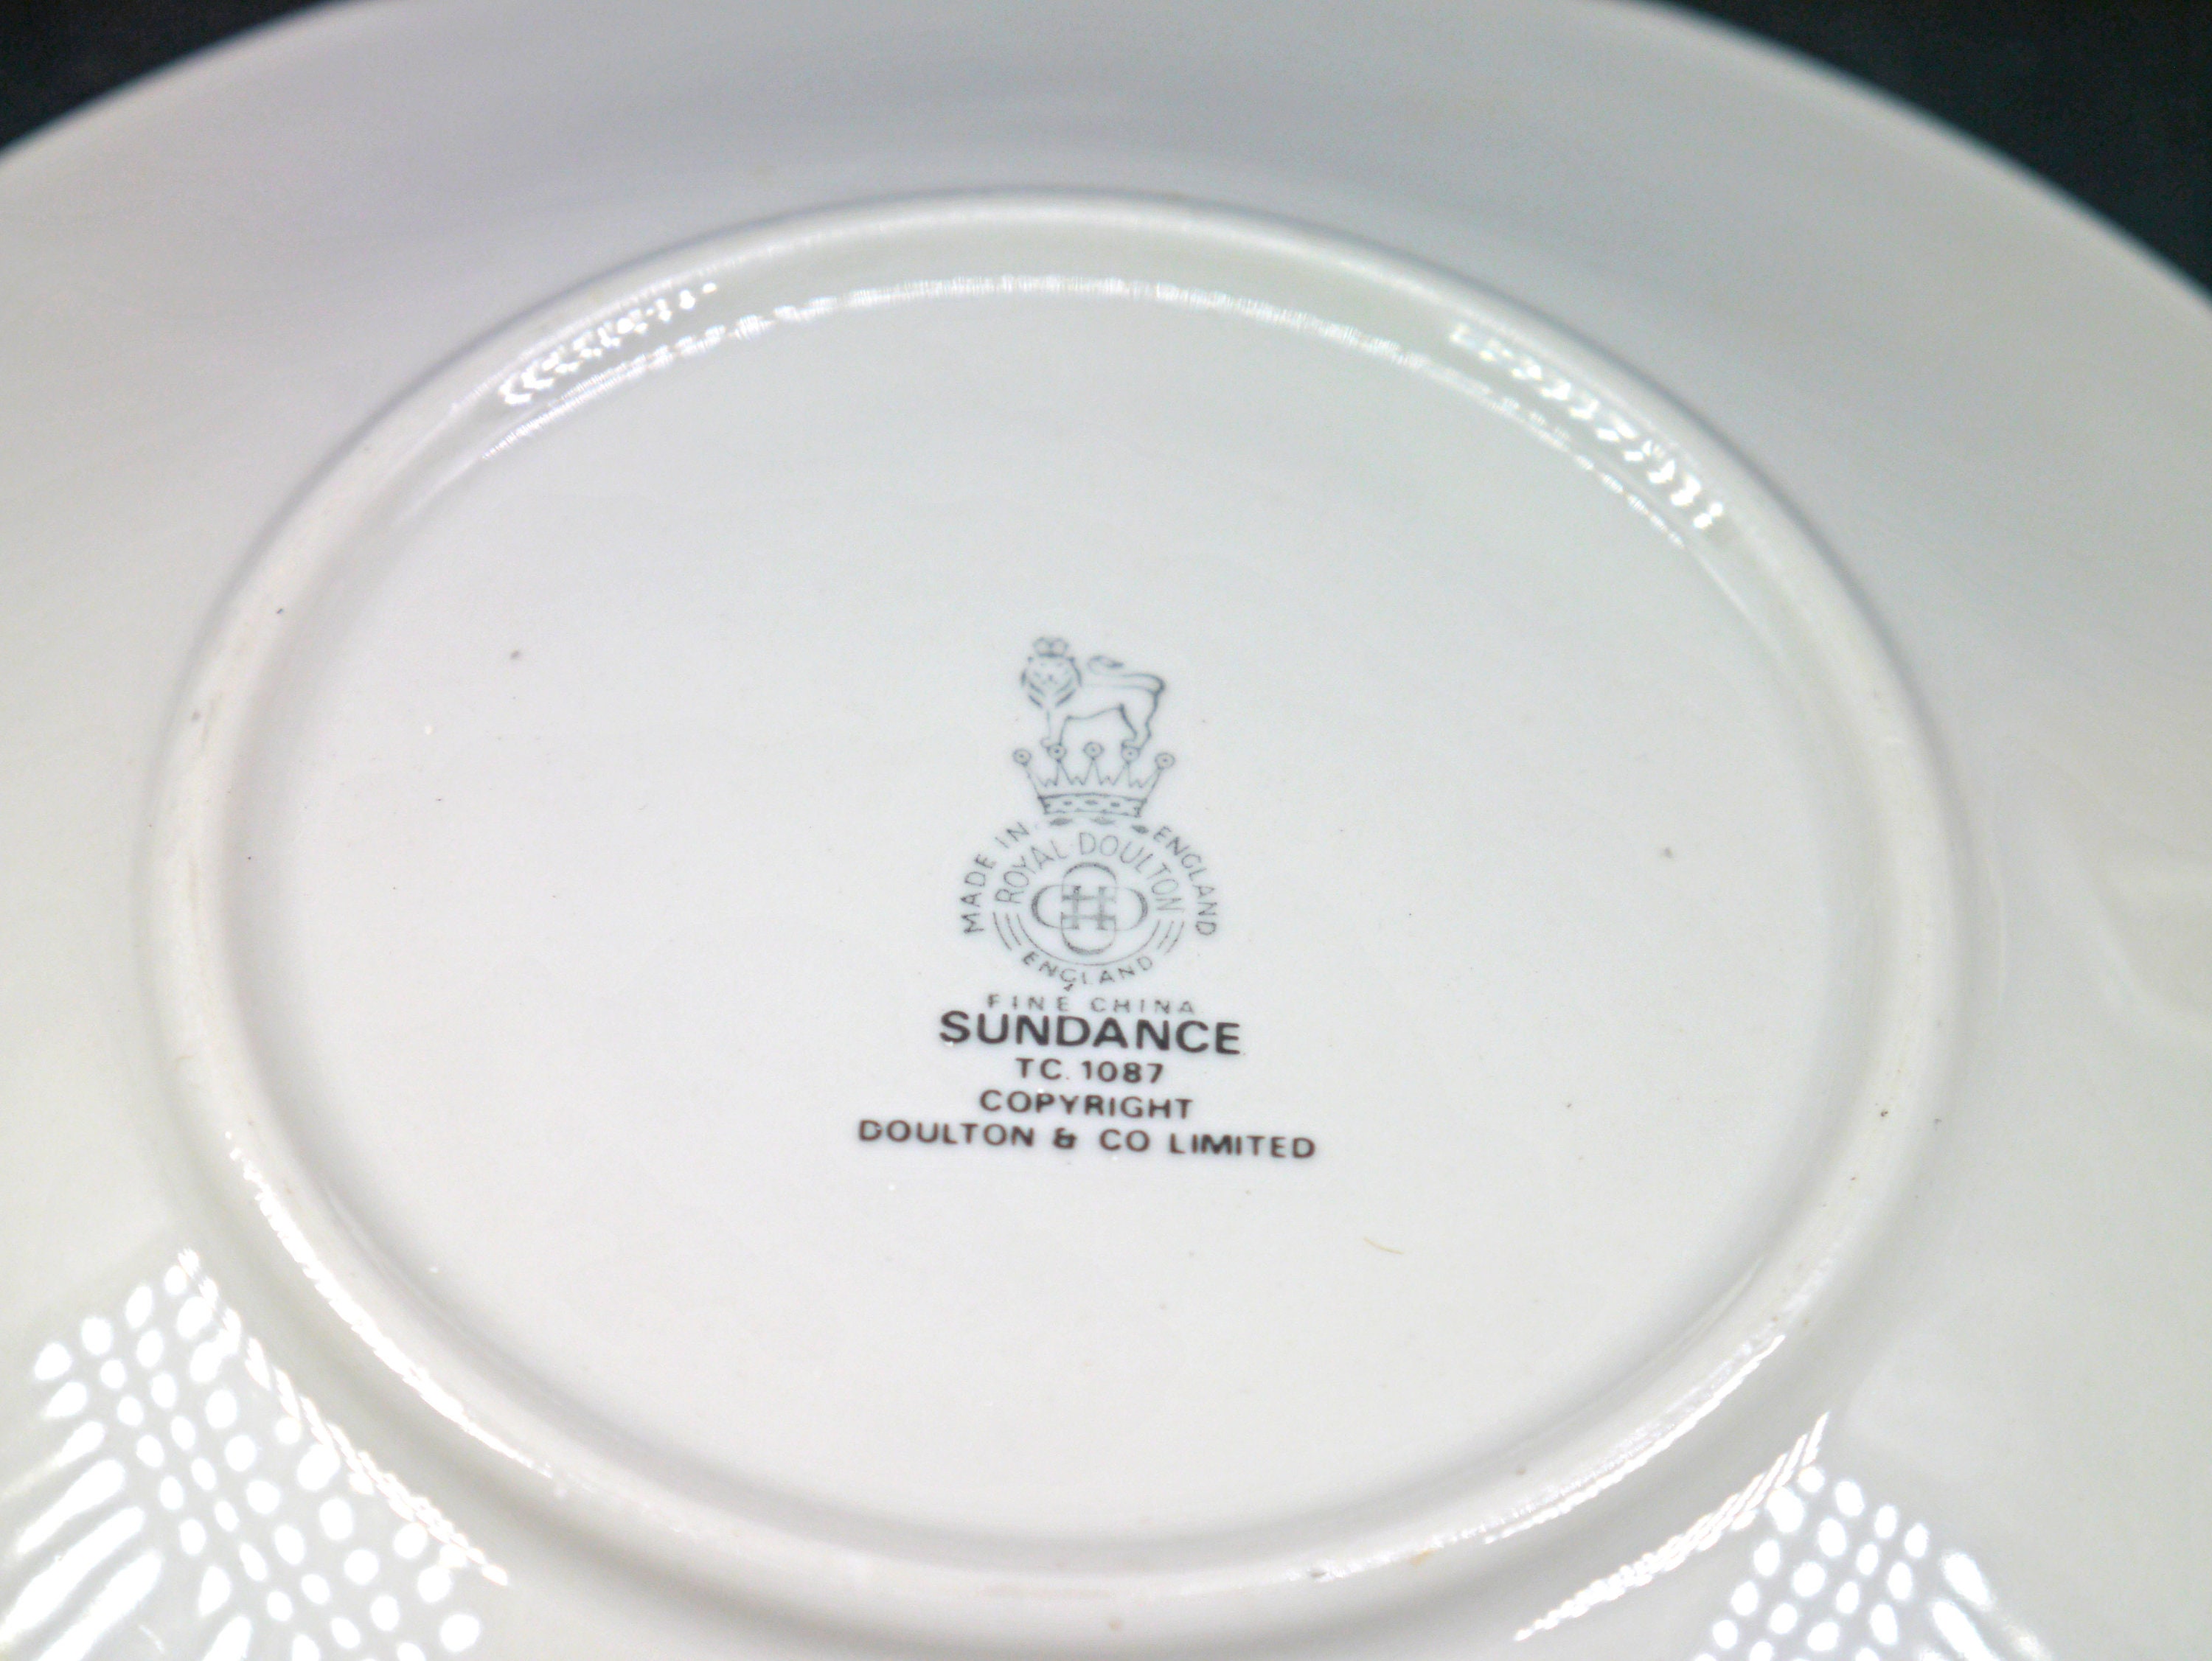 MADE IN ENGLAND
ROYAL DOULTON
ENGLAND
FINE CHINA
SUNDANCE
TC. 1087
COPYRIGHT
DOULTON & CO LIMITED